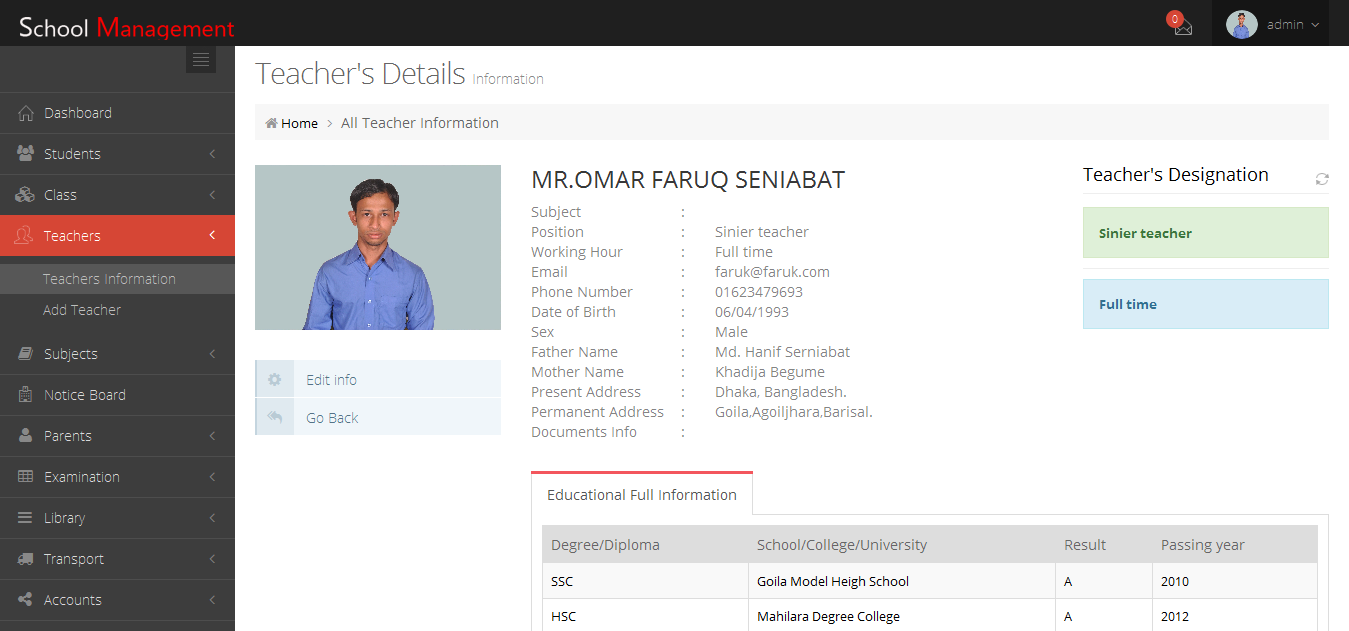 School Management
0
admin
Teacher's Details Information
Home > All Teacher Information
Dashboard
Students
Class
Teachers
Teachers Information
Add Teacher
Subjects
Notice Board
Parents
Examination
Library
Transport
Accounts
Edit info
Go Back
MR.OMAR FARUQ SENIABAT
Subject :
Position : Sinier teacher
Working Hour : Full time
Email : faruk@faruk.com
Phone Number : 01623479693
Date of Birth : 06/04/1993
Sex : Male
Father Name : Md. Hanif Serniabat
Mother Name : Khadija Begume
Present Address : Dhaka, Bangladesh.
Permanent Address : Goila,Agoiljhara,Barisal.
Documents Info :
Teacher's Designation
Sinier teacher
Full time
Educational Full Information
Degree/Diploma School/College/University Result Passing year
SSC Goila Model Heigh School A 2010
HSC Mahilara Degree College A 2012